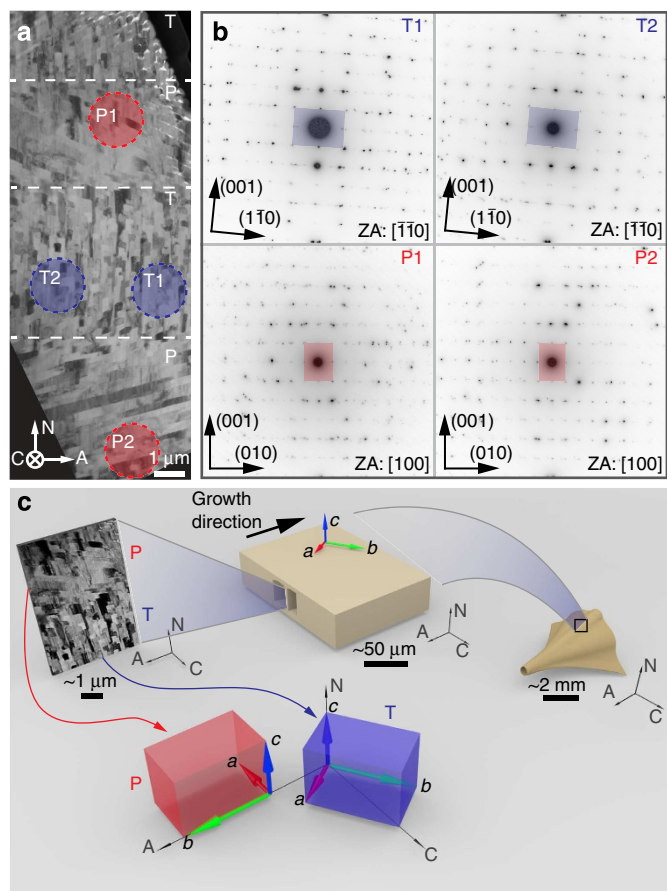 a
T
P
P1
T
T2
T1
P
P2
N
C
A
1 µm
b
T1
(001)
(11̅0)
ZA: [1̅1̅0]
T2
(001)
(11̅0)
ZA: [1̅1̅0]
P1
(001)
(010)
ZA: [100]
P2
(001)
(010)
ZA: [100]
c
Growth
direction
c
a
b
P
T
N
A
C
~1 µm
N
A
C
~50 µm
N
A
C
~2 mm
P
c
a
b
A
N
c
T
a
b
C